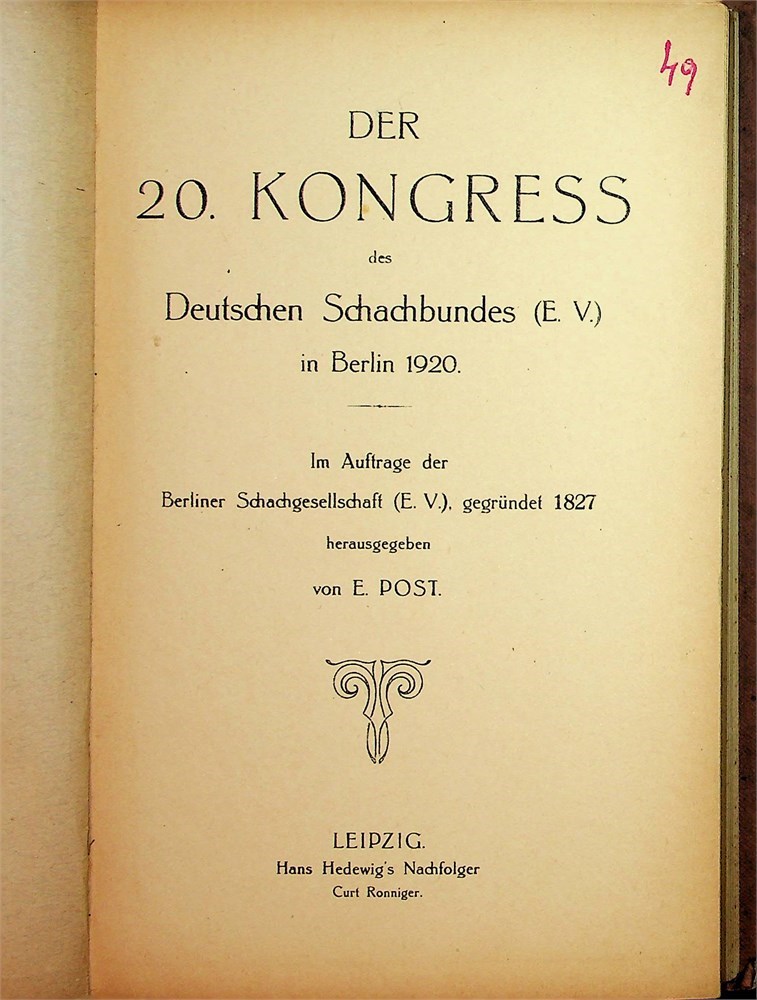 49
DER
20. KONGRESS
des
Deutschen Schachbundes (E. V.)
in Berlin 1920.
Im Auftrage der
Berliner Schachgesellschaft (E. V.), gegründet 1827
herausgegeben
von E. POST.
LEIPZIG.
Hans Hedewig's Nachfolger
Curt Ronniger.